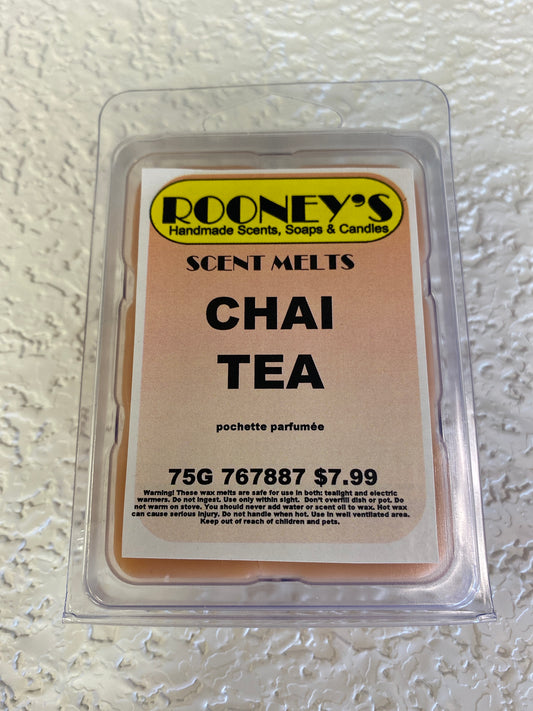 ROONEY'S
Handmade Scents, Soaps & Candles
SCENT MELTS
CHAI
TEA
pochette parfumée
75G 767887 $7.99
Warning! These wax melts are safe for use in both: tealight and electric
warmers. Do not ingest. Use only within sight. Don't overfill dish or pot. Do
not warm on stove. You should never add water or scent oil to wax. Hot wax
can cause serious injury. Do not handle when hot. Use in well ventilated area.
Keep out of reach of children and pets.